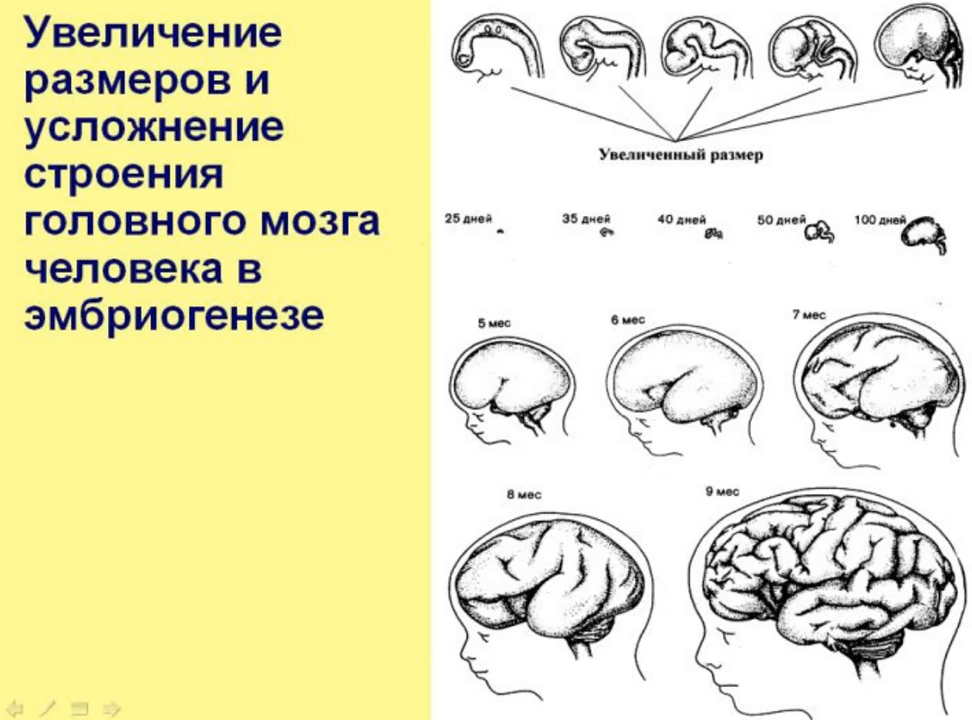 Увеличение
размеров и
усложнение
строения
головного мозга
человека в
эмбриогенезе
Увеличенный размер
25 дней 35 дней 40 дней 50 дней 100 дней
5 мес 6 мес 7 мес
8 мес 9 мес